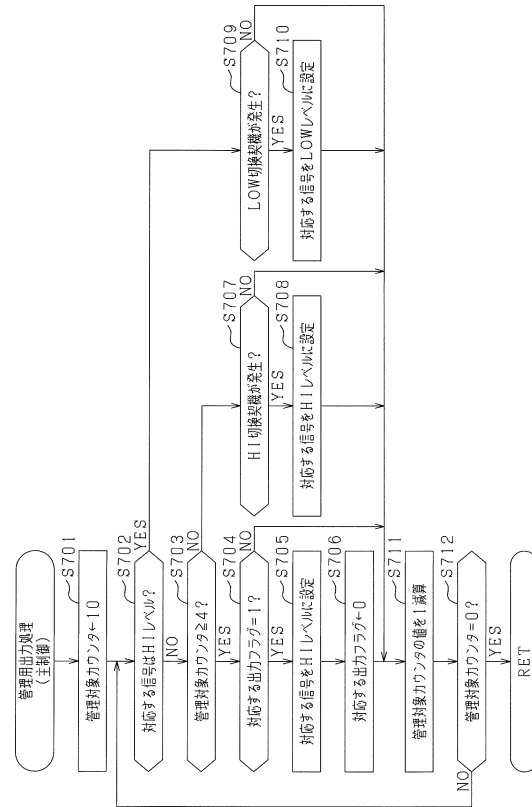 管理用出力処理
(主制御)
S701
管理対象カウンタ←10
S702
対応する信号はHIレベル?
YES
NO
S703
管理対象カウンタ≧4?
NO
YES
S704
対応する出力フラグ=1?
NO
YES
S705
対応する信号をHIレベルに設定
S706
対応する出力フラグ←0
S707
HI切換契機が発生?
NO
YES
S708
対応する信号をHIレベルに設定
S709
LOW切換契機が発生?
NO
YES
S710
対応する信号をLOWレベルに設定
S711
管理対象カウンタの値を1減算
S712
管理対象カウンタ=0?
NO
YES
RET